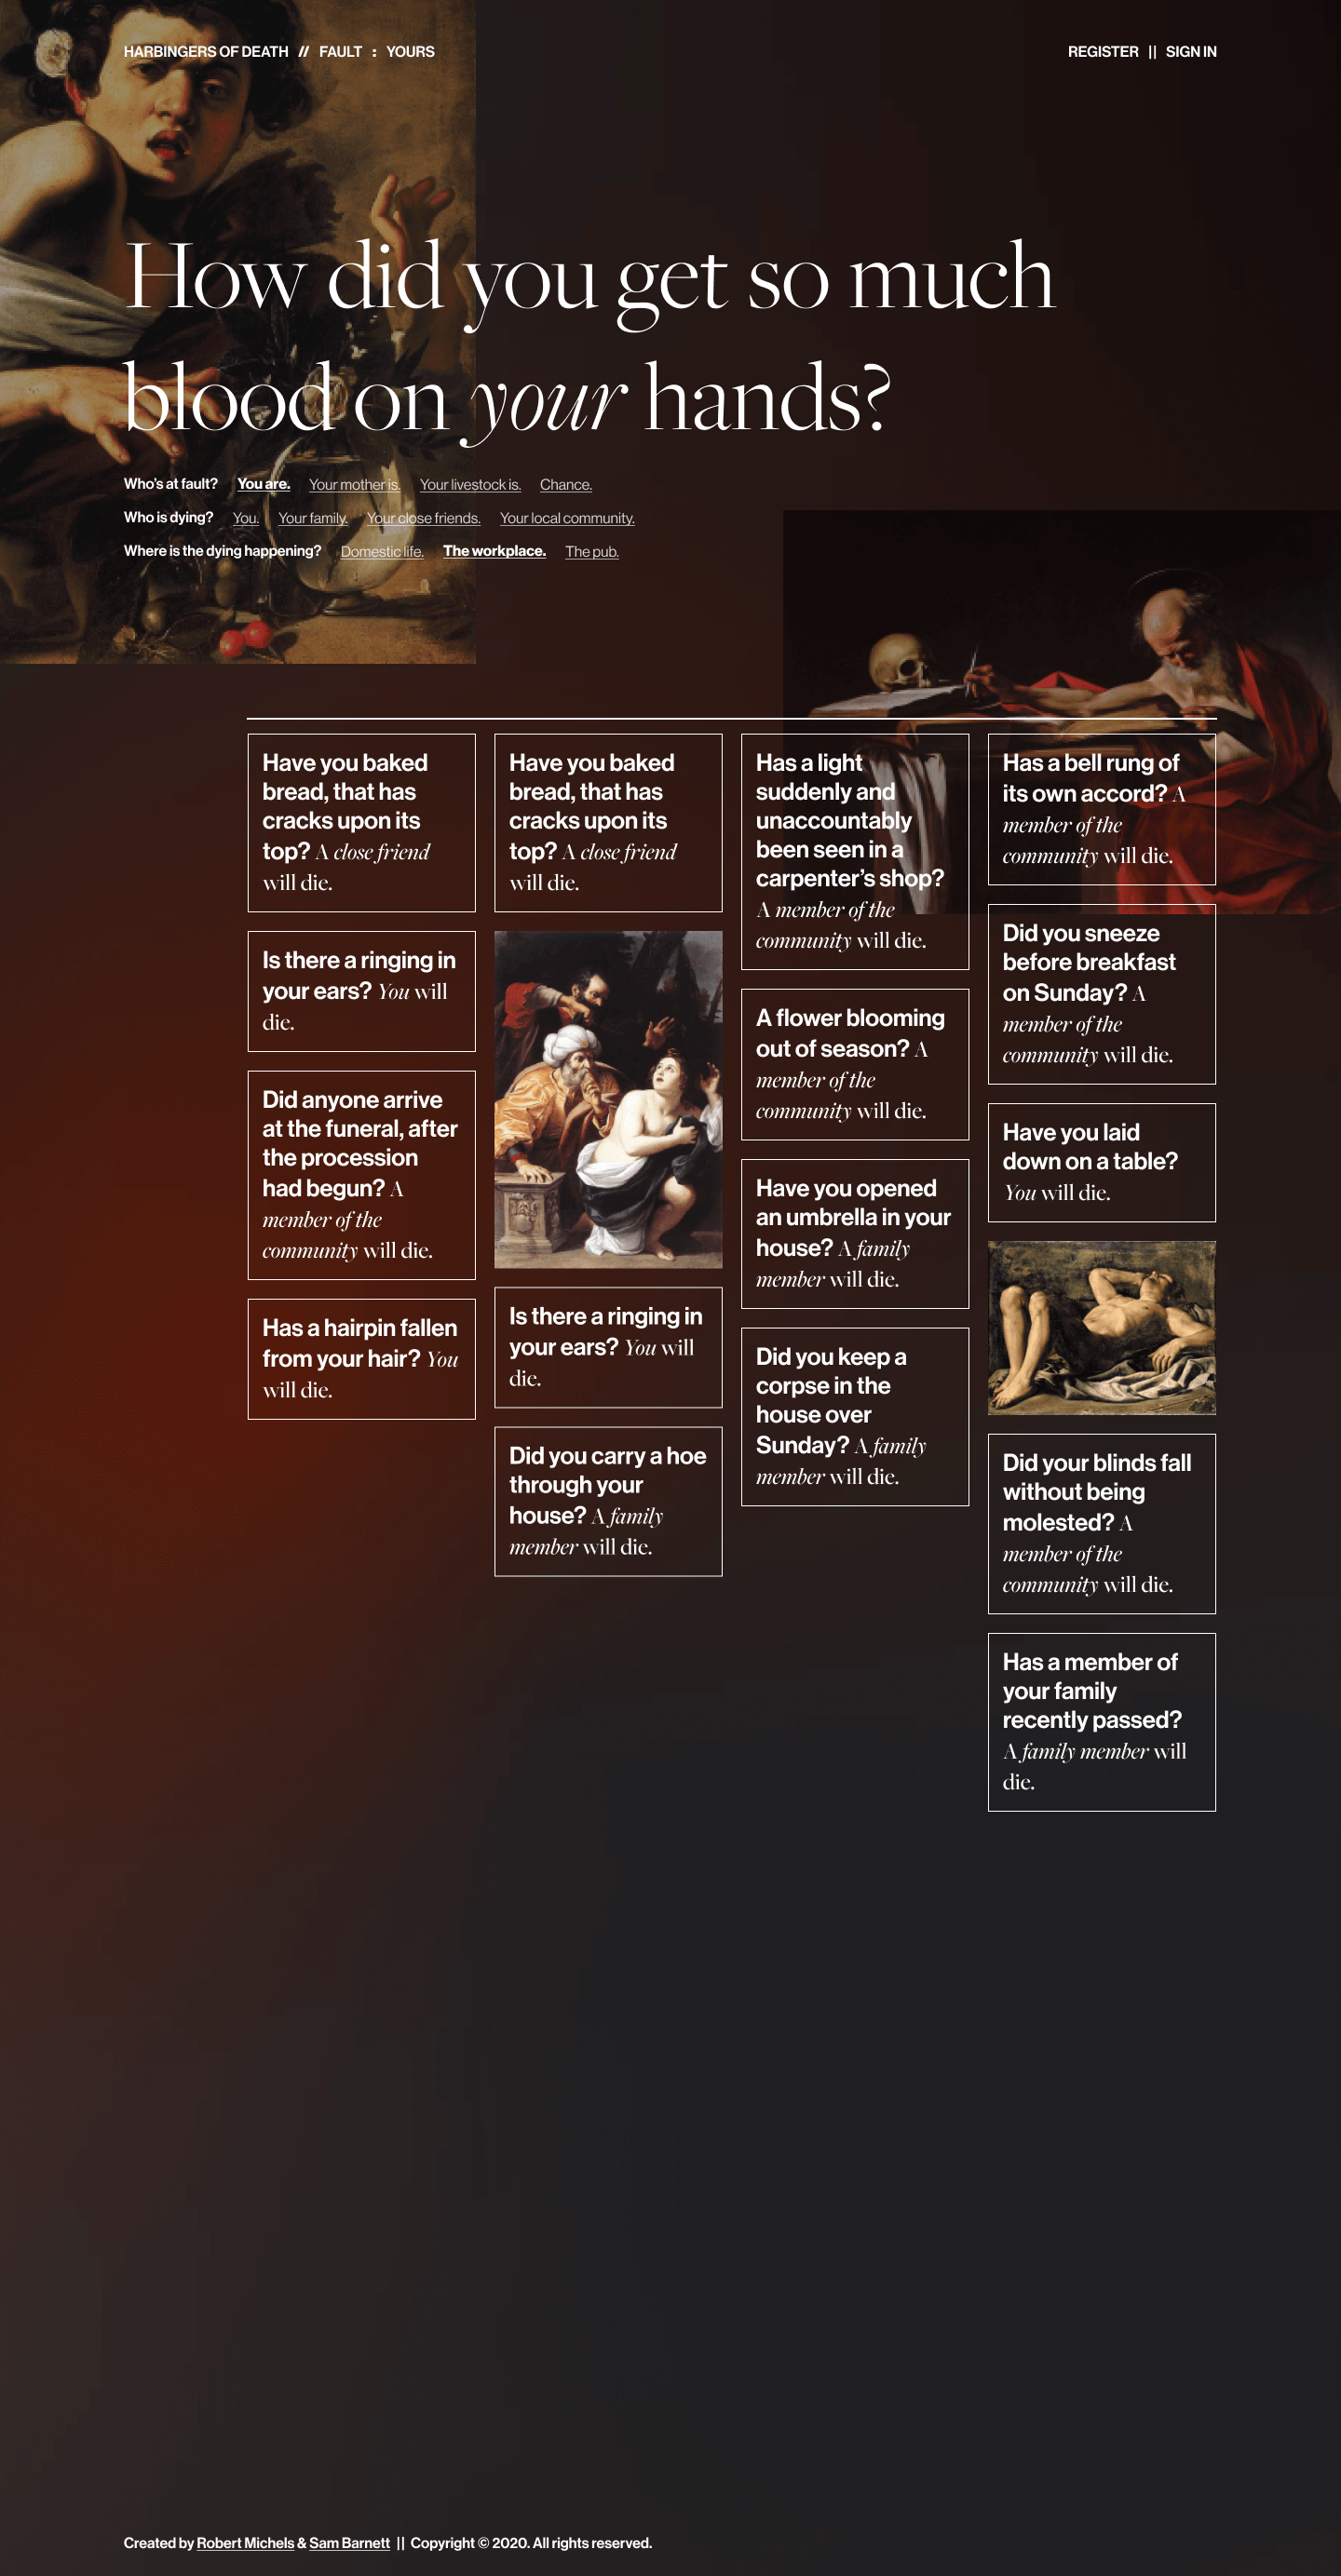 HARBINGERS OF DEATH // FAULT : YOURS
REGISTER || SIGN IN
How did you get so much
blood on your hands?
Who’s at fault? You are. Your mother is. Your livestock is. Chance.
Who is dying? You. Your family. Your close friends. Your local community.
Where is the dying happening? Domestic life. The workplace. The pub.
Have you baked
bread, that has
cracks upon its
top? A close friend
will die.
Is there a ringing in
your ears? You will
die.
Did anyone arrive
at the funeral, after
the procession
had begun? A
member of the
community will die.
Has a hairpin fallen
from your hair? You
will die.
Have you baked
bread, that has
cracks upon its
top? A close friend
will die.
Is there a ringing in
your ears? You will
die.
Did you carry a hoe
through your
house? A family
member will die.
Has a light
suddenly and
unaccountably
been seen in a
carpenter’s shop?
A member of the
community will die.
A flower blooming
out of season? A
member of the
community will die.
Have you opened
an umbrella in your
house? A family
member will die.
Did you keep a
corpse in the
house over
Sunday? A family
member will die.
Has a bell rung of
its own accord? A
member of the
community will die.
Did you sneeze
before breakfast
on Sunday? A
member of the
community will die.
Have you laid
down on a table?
You will die.
Did your blinds fall
without being
molested? A
member of the
community will die.
Has a member of
your family
recently passed?
A family member will
die.
Created by Robert Michels & Sam Barnett || Copyright © 2020. All rights reserved.